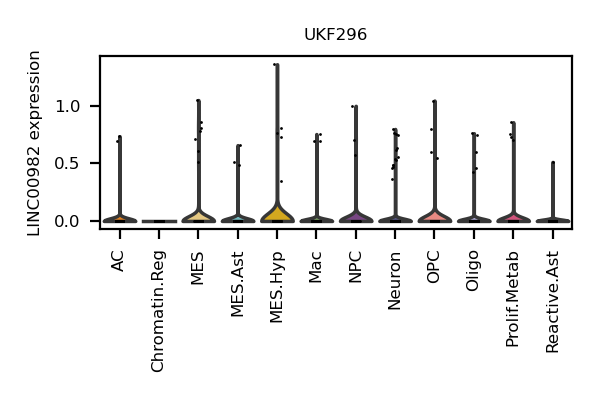 UKF296
LINC00982 expression
1.0
0.5
0.0
AC
Chromatin.Reg
MES
MES.Ast
MES.Hyp
Mac
NPC
Neuron
OPC
Oligo
Prolif.Metab
Reactive.Ast